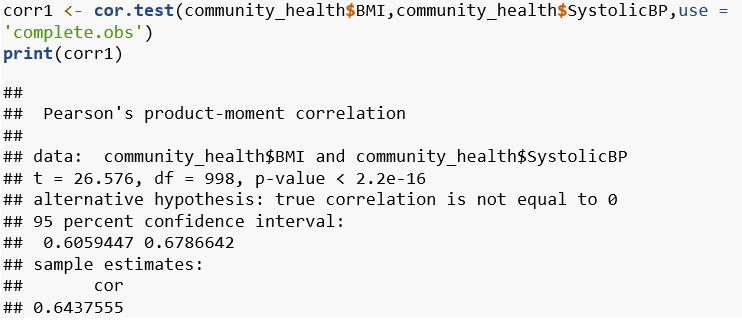 corr1 <- cor.test(community_health$BMI,community_health$SystolicBP,use =
'complete.obs')
print(corr1)
##
##  Pearson's product-moment correlation
##
## data:  community_health$BMI and community_health$SystolicBP
## t = 26.576, df = 998, p-value < 2.2e-16
## alternative hypothesis: true correlation is not equal to 0
## 95 percent confidence interval:
##  0.6059447 0.6786642
## sample estimates:
##       cor
## 0.6437555